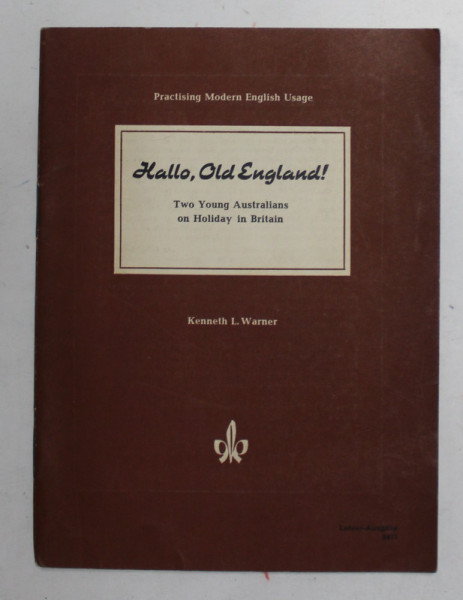 Practising Modern English Usage
Hallo, Old England!
Two Young Australians
on Holiday in Britain
Kenneth L. Warner